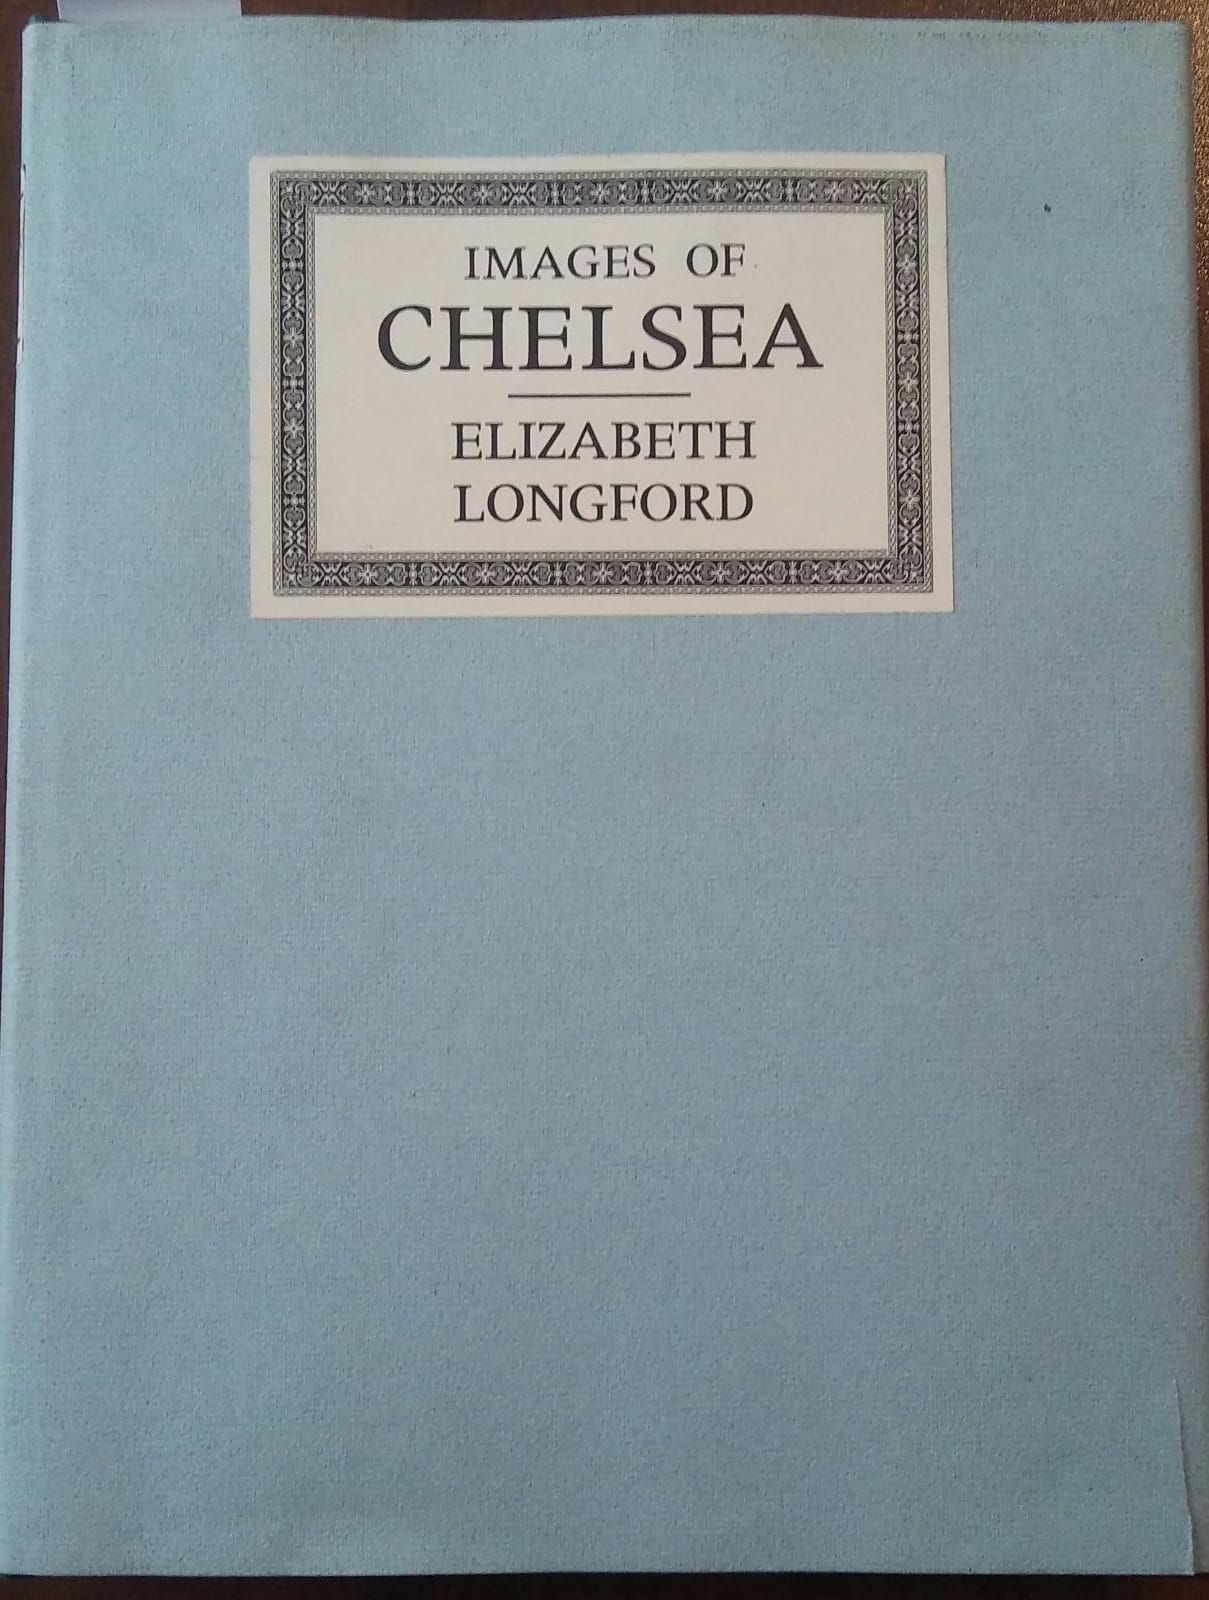 IMAGES OF
CHELSEA
ELIZABETH
LONGFORD